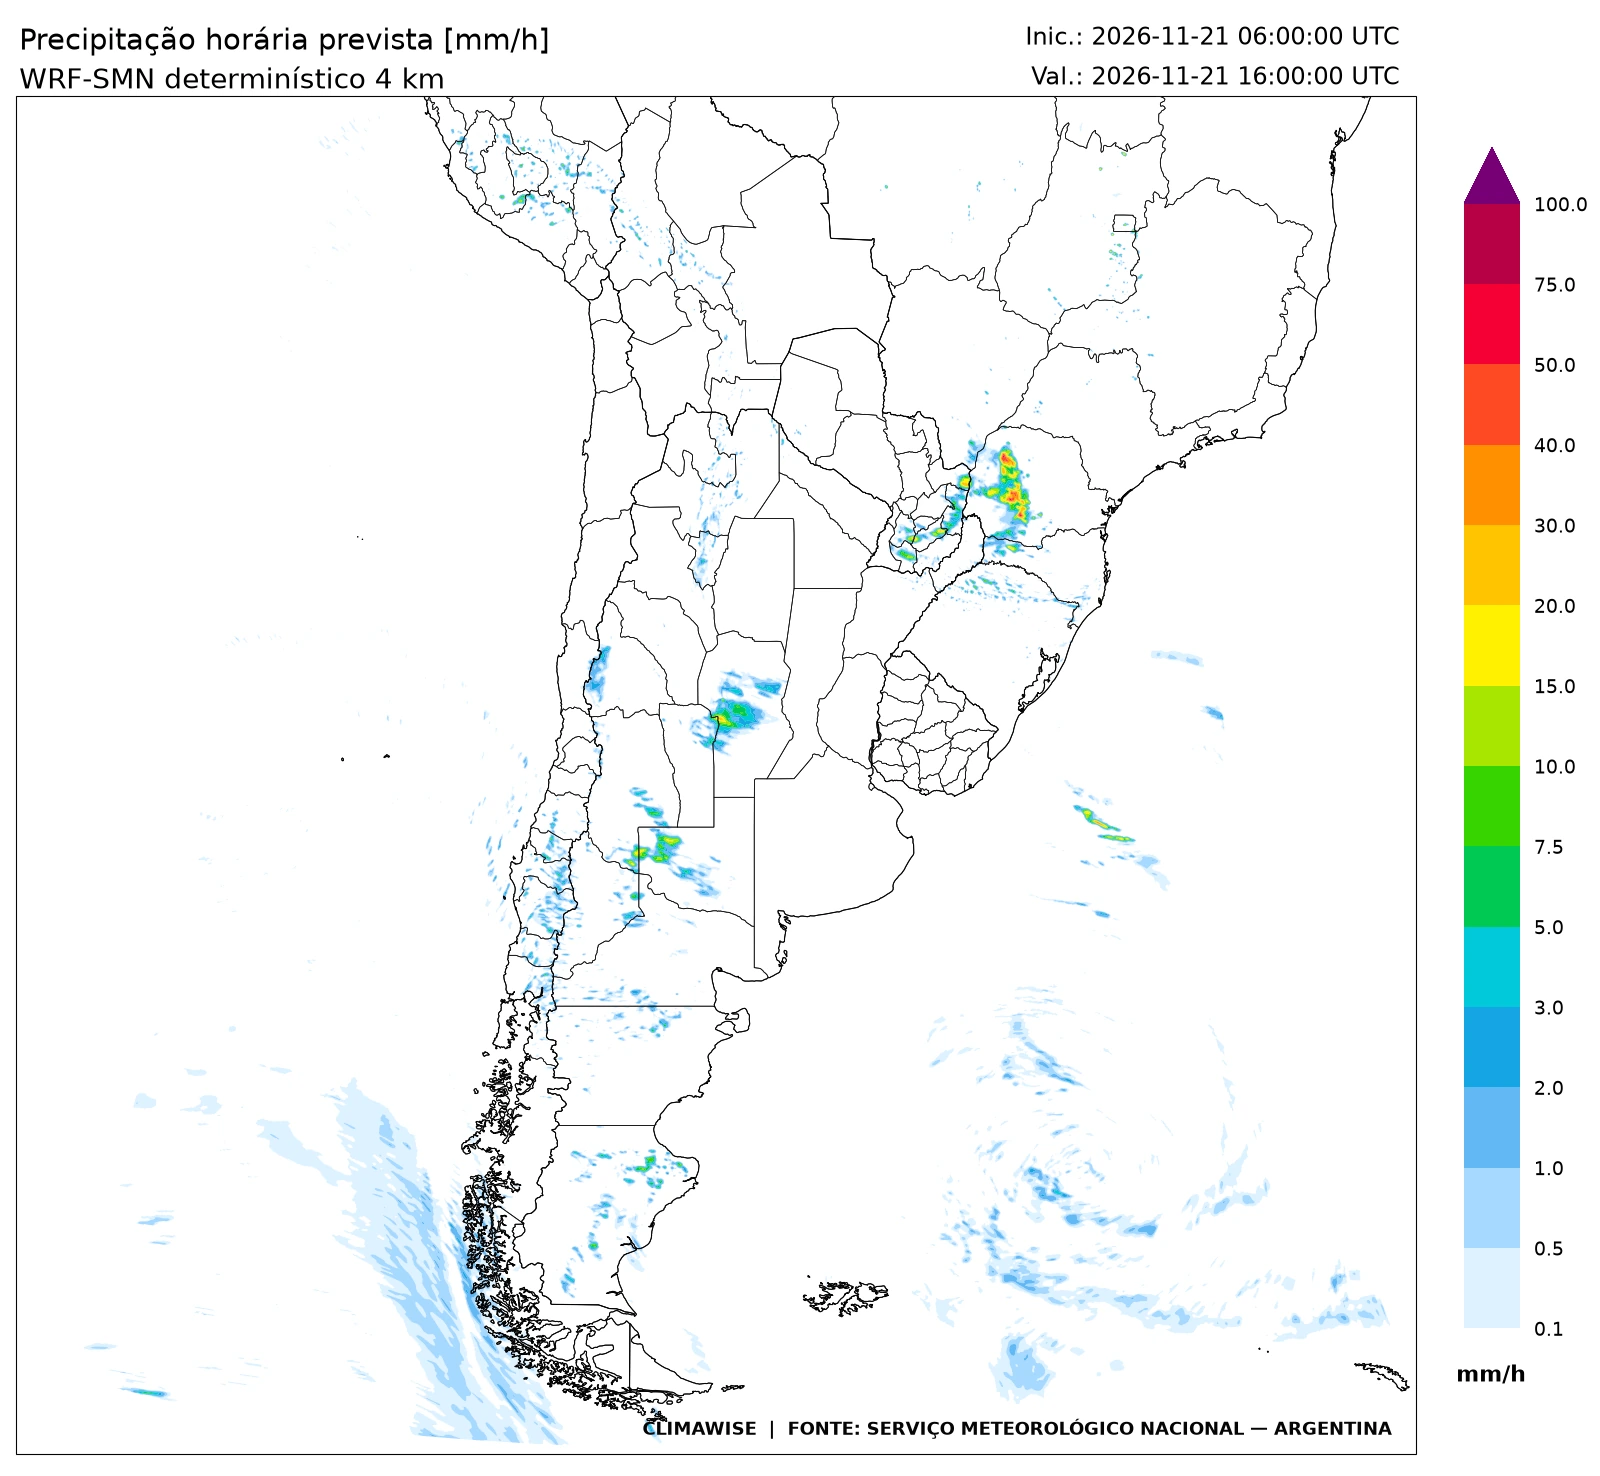 Precipitação horária prevista [mm/h]
WRF-SMN determinístico 4 km
Inic.: 2026-11-21 06:00:00 UTC
Val.: 2026-11-21 16:00:00 UTC
100.0
75.0
50.0
40.0
30.0
20.0
15.0
10.0
7.5
5.0
3.0
2.0
1.0
0.5
0.1
mm/h
CLIMAWISE | FONTE: SERVIÇO METEOROLÓGICO NACIONAL — ARGENTINA